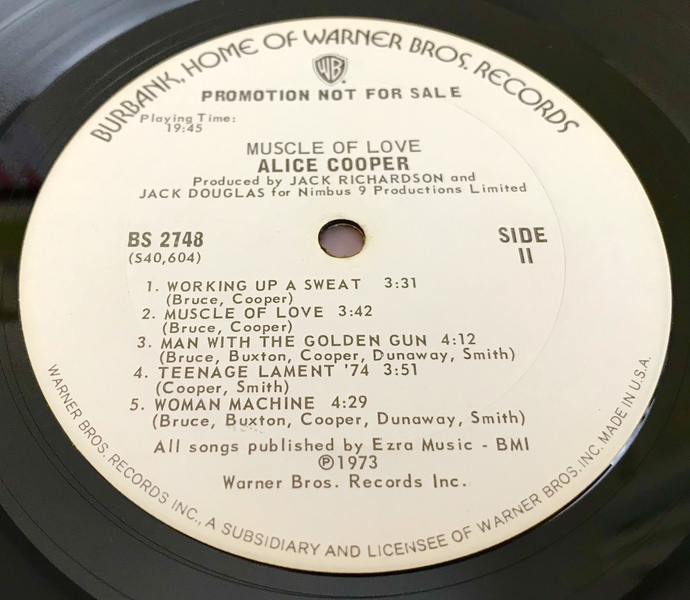 BURBANK, HOME OF WARNER BROS. RECORDS
WB
PROMOTION NOT FOR SALE
Playing Time:
19:45
MUSCLE OF LOVE
ALICE COOPER
Produced by JACK RICHARDSON and
JACK DOUGLAS for Nimbus 9 Productions Limited
BS 2748
(S40,604)
SIDE
II
1. WORKING UP A SWEAT 3:31
(Bruce, Cooper)
2. MUSCLE OF LOVE 3:42
(Bruce, Cooper)
3. MAN WITH THE GOLDEN GUN 4:12
(Bruce, Buxton, Cooper, Dunaway, Smith)
4. TEENAGE LAMENT '74 3:51
(Cooper, Smith)
5. WOMAN MACHINE 4:29
(Bruce, Buxton, Cooper, Dunaway, Smith)
All songs published by Ezra Music - BMI
℗1973
Warner Bros. Records Inc.
WARNER BROS. RECORDS INC., A SUBSIDIARY AND LICENSEE OF WARNER BROS. INC. MADE IN U.S.A.